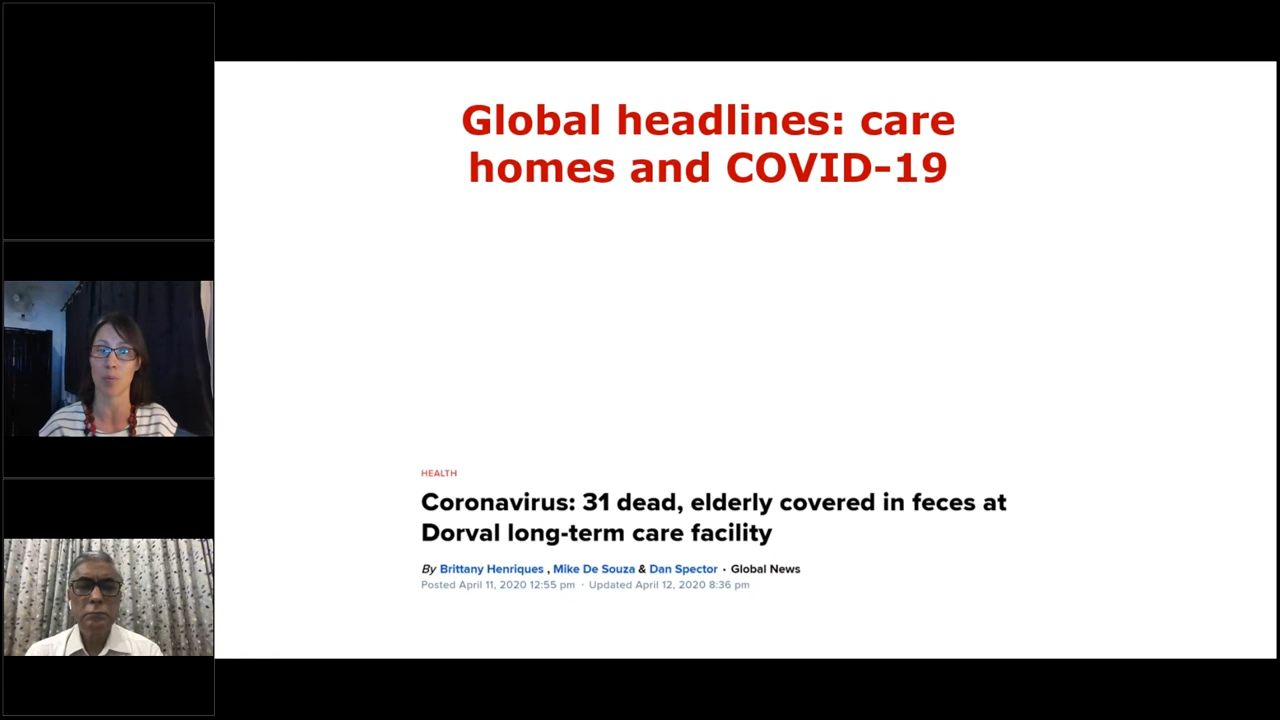 Global headlines: care
homes and COVID-19
HEALTH
Coronavirus: 31 dead, elderly covered in feces at
Dorval long-term care facility
By Brittany Henriques , Mike De Souza & Dan Spector · Global News
Posted April 11, 2020 12:55 pm · Updated April 12, 2020 8:36 pm